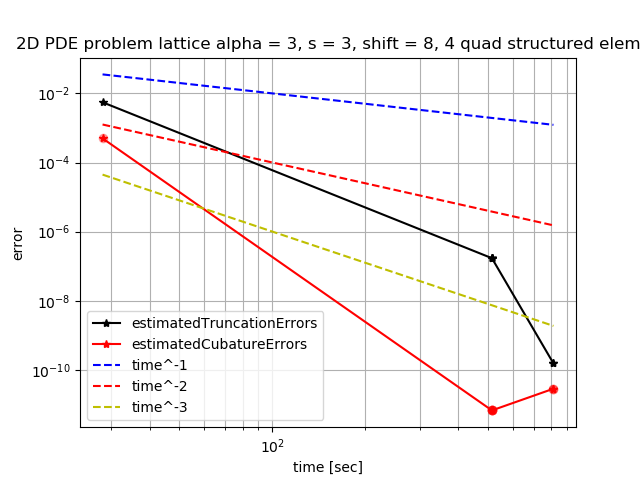 2D PDE problem lattice alpha = 3, s = 3, shift = 8, 4 quad structured elem
10^-2
10^-4
10^-6
10^-8
10^-10
error
estimatedTruncationErrors
estimatedCubatureErrors
time^-1
time^-2
time^-3
10^2
time [sec]